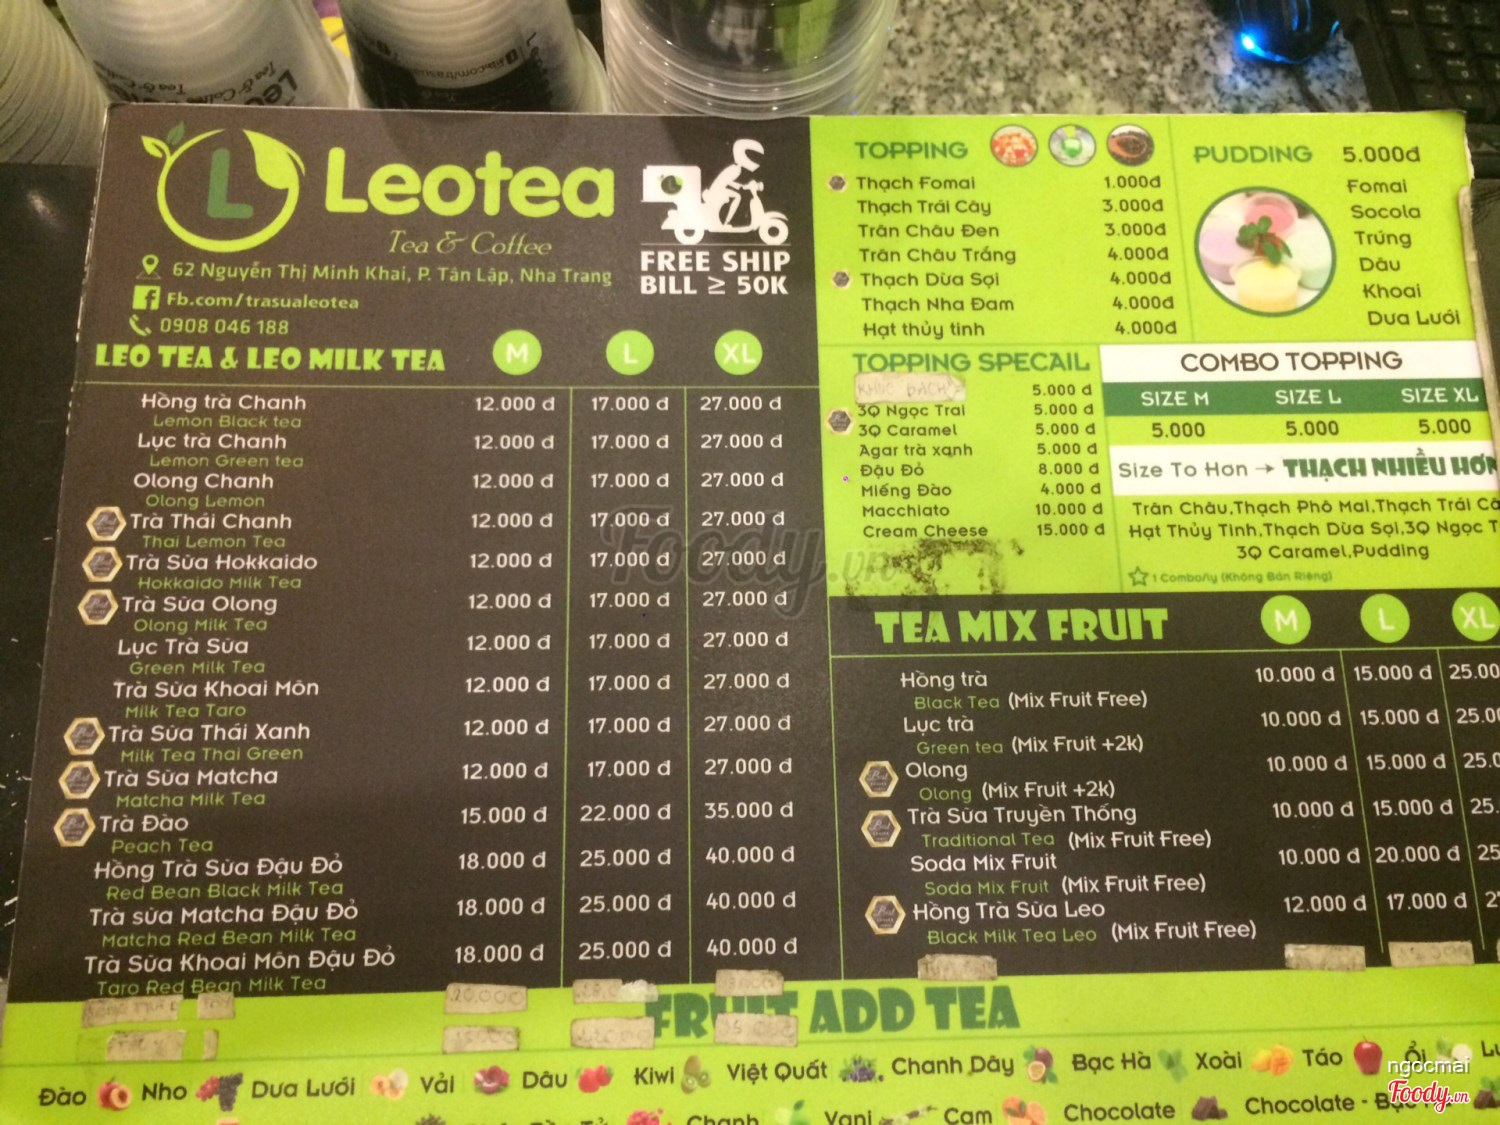 Leotea
Tea & Coffee
62 Nguyễn Thị Minh Khai, P. Tân Lập, Nha Trang
Fb.com/trasualeotea
0908 046 188
FREE SHIP
BILL ≥ 50K
LEO TEA & LEO MILK TEA M L XL
Hồng trà Chanh 12.000 đ 17.000 đ 27.000 đ
Lemon Black tea
Lục trà Chanh 12.000 đ 17.000 đ 27.000 đ
Lemon Green tea
Olong Chanh 12.000 đ 17.000 đ 27.000 đ
Olong Lemon
Trà Thái Chanh 12.000 đ 17.000 đ 27.000 đ
Thai Lemon Tea
Trà Sữa Hokkaido 12.000 đ 17.000 đ 27.000 đ
Hokkaido Milk Tea
Trà Sữa Olong 12.000 đ 17.000 đ 27.000 đ
Olong Milk Tea
Lục Trà Sữa 12.000 đ 17.000 đ 27.000 đ
Green Milk Tea
Trà Sữa Khoai Môn 12.000 đ 17.000 đ 27.000 đ
Milk Tea Taro
Trà Sữa Thái Xanh 12.000 đ 17.000 đ 27.000 đ
Milk Tea Thai Green
Trà Sữa Matcha 12.000 đ 17.000 đ 27.000 đ
Matcha Milk Tea
Trà Đào 15.000 đ 22.000 đ 35.000 đ
Peach Tea
Hồng Trà Sữa Đậu Đỏ 18.000 đ 25.000 đ 40.000 đ
Red Bean Black Milk Tea
Trà sữa Matcha Đậu Đỏ 18.000 đ 25.000 đ 40.000 đ
Matcha Red Bean Milk Tea
Trà Sữa Khoai Môn Đậu Đỏ 18.000 đ 25.000 đ 40.000 đ
Taro Red Bean Milk Tea
TOPPING
Thạch Fomai 1.000đ
Thạch Trái Cây 3.000đ
Trân Châu Đen 3.000đ
Trân Châu Trắng 4.000đ
Thạch Dừa Sợi 4.000đ
Thạch Nha Đam 4.000đ
Hạt thủy tinh 4.000đ
PUDDING 5.000đ
Fomai
Socola
Trứng
Dâu
Khoai
Dưa Lưới
TOPPING SPECAIL
KHÚC BẠCH 5.000 đ
3Q Ngọc Trai 5.000 đ
3Q Caramel 5.000 đ
Agar trà xanh 5.000 đ
Đậu Đỏ 8.000 đ
Miếng Đào 4.000 đ
Macchiato 10.000 đ
Cream Cheese 15.000 đ
COMBO TOPPING
SIZE M SIZE L SIZE XL
5.000 5.000 5.000
Size To Hơn → THẠCH NHIỀU HƠN
Trân Châu,Thạch Phô Mai,Thạch Trái
Hạt Thủy Tinh,Thạch Dừa Sợi,3Q Ngọc
3Q Caramel,Pudding
1 Combo/ly (Không Bán Riêng)
TEA MIX FRUIT M L XL
Hồng trà 10.000 đ 15.000 đ
Black Tea (Mix Fruit Free)
Lục trà 10.000 đ 15.000 đ
Green tea (Mix Fruit +2k)
Olong 10.000 đ 15.000 đ
Olong (Mix Fruit +2k)
Trà Sữa Truyền Thống 10.000 đ 15.000 đ
Traditional Tea (Mix Fruit Free)
Soda Mix Fruit 10.000 đ 20.000 đ
Soda Mix Fruit (Mix Fruit Free)
Hồng Trà Sữa Leo 12.000 đ 17.000 đ
Black Milk Tea Leo (Mix Fruit Free)
FRUIT ADD TEA
Đào Nho Dưa Lưới Vải Dâu Kiwi Việt Quất Chanh Dây Bạc Hà Xoài Táo Ổi
Chanh Vani Cam Chocolate Chocolate -
Foody.vn
ngocmai
Foody.vn